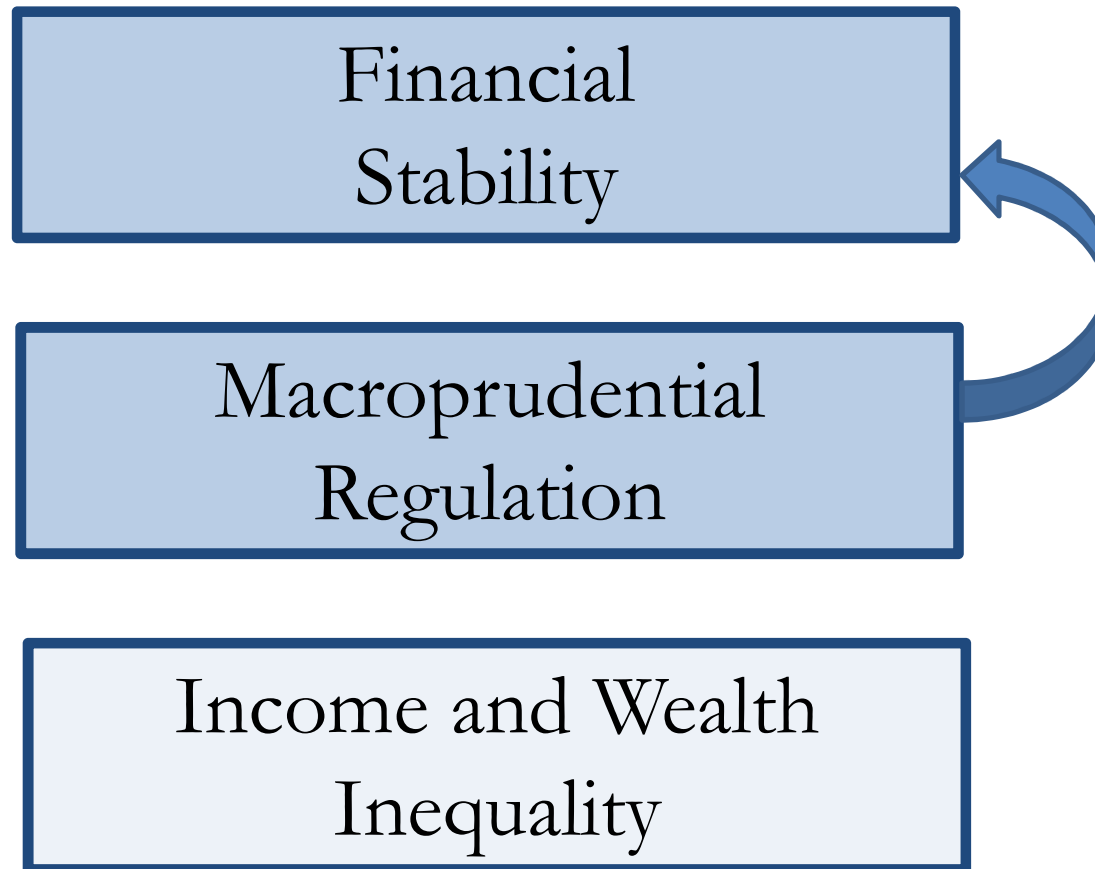 Financial
Stability
Macroprudential
Regulation
Income and Wealth
Inequality